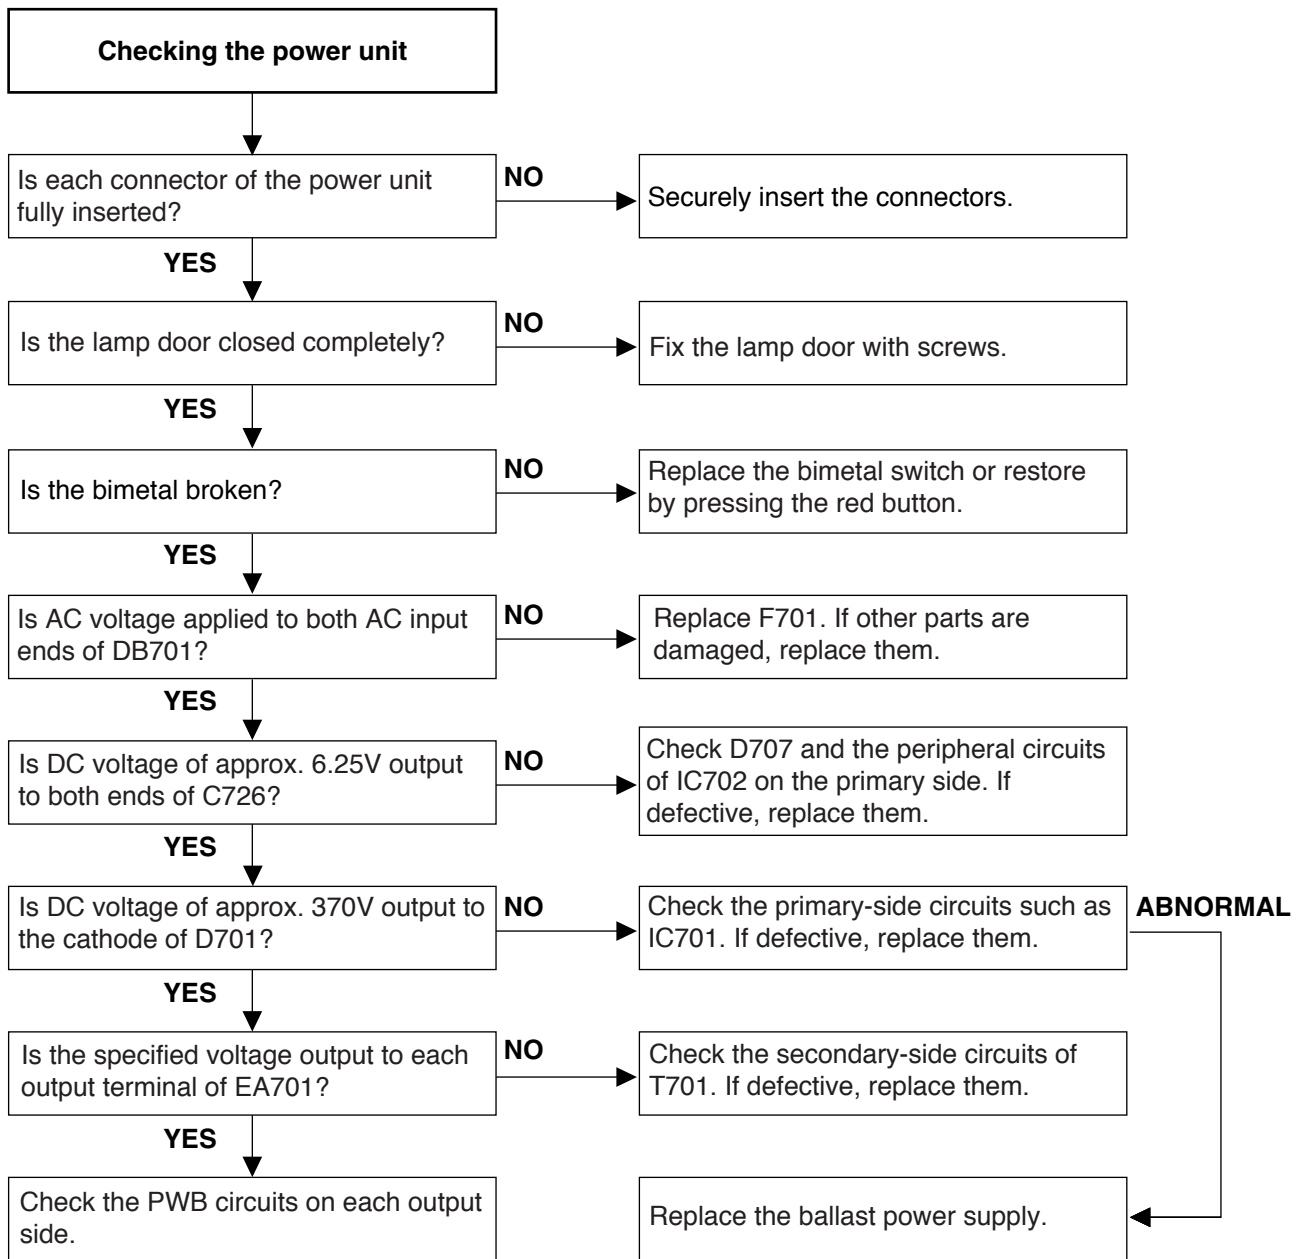 Checking the power unit
Is each connector of the power unit
fully inserted?
NO
Securely insert the connectors.
YES
Is the lamp door closed completely?
NO
Fix the lamp door with screws.
YES
Is the bimetal broken?
NO
Replace the bimetal switch or restore
by pressing the red button.
YES
Is AC voltage applied to both AC input
ends of DB701?
NO
Replace F701. If other parts are
damaged, replace them.
YES
Is DC voltage of approx. 6.25V output
to both ends of C726?
NO
Check D707 and the peripheral circuits
of IC702 on the primary side. If
defective, replace them.
YES
Is DC voltage of approx. 370V output to
the cathode of D701?
NO
Check the primary-side circuits such as
IC701. If defective, replace them.
ABNORMAL
YES
Is the specified voltage output to each
output terminal of EA701?
NO
Check the secondary-side circuits of
T701. If defective, replace them.
YES
Check the PWB circuits on each output
side.
Replace the ballast power supply.